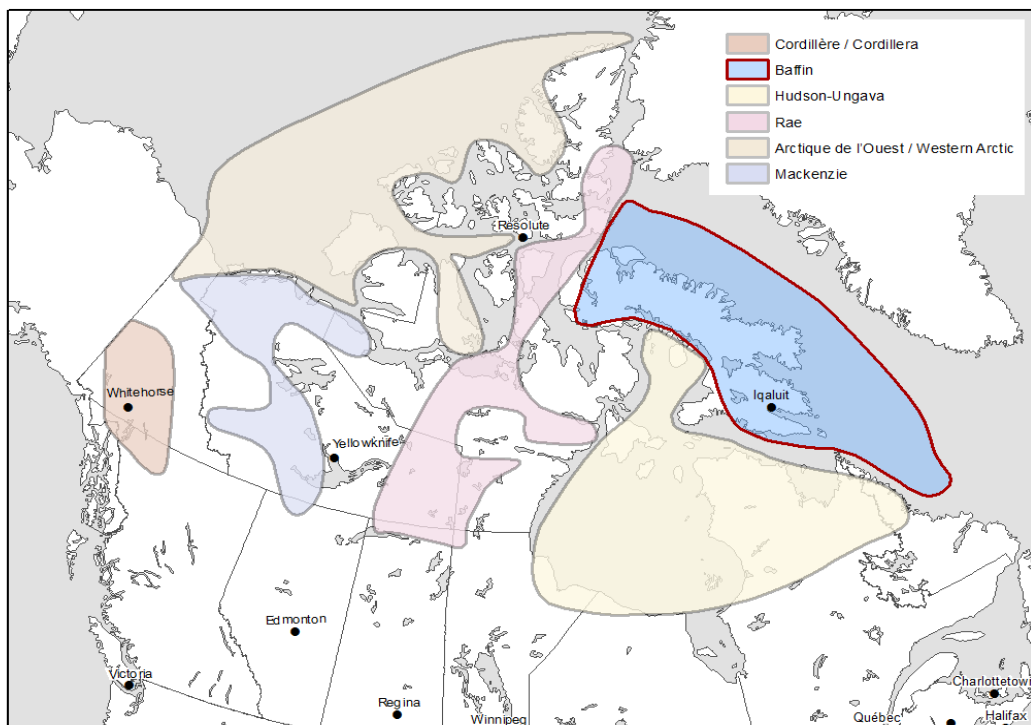 Cordillère / Cordillera
Baffin
Hudson-Ungava
Rae
Arctique de l'Ouest / Western Arctic
Mackenzie
Resolute
Whitehorse
Iqaluit
Yellowknife
Edmonton
Victoria
Regina
Winnipeg
Charlottetow
Québec
Halifax